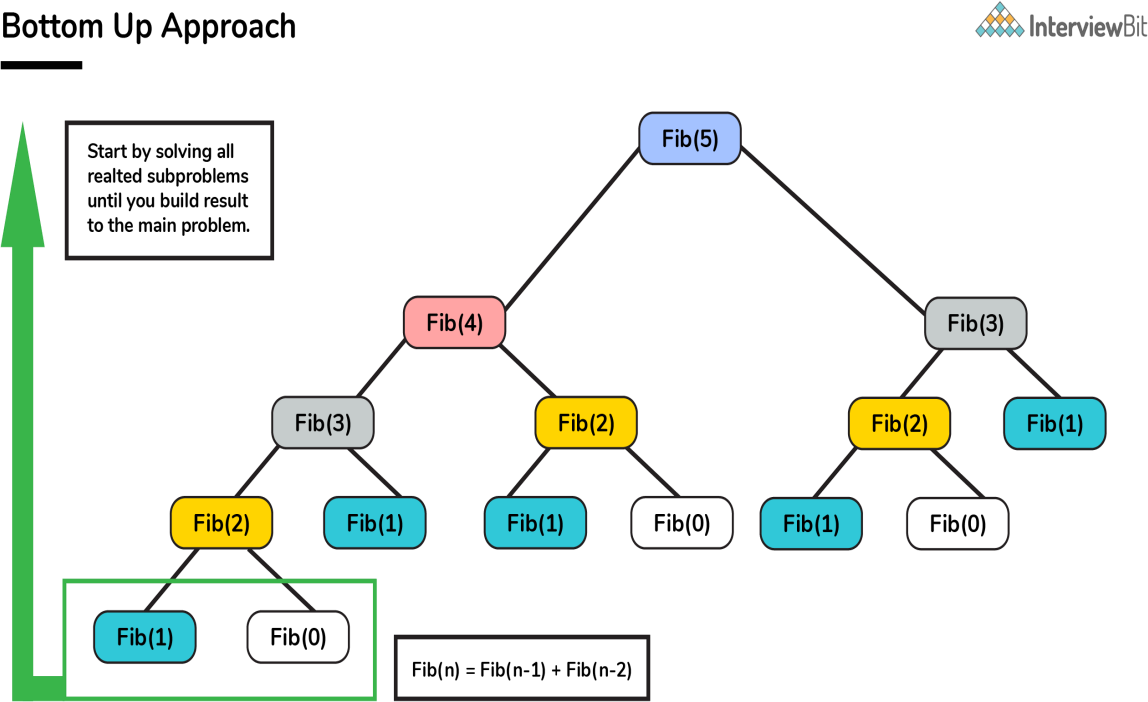 Bottom Up Approach
InterviewBit
Start by solving all
realted subproblems
until you build result
to the main problem.
Fib(5)
Fib(4)
Fib(3)
Fib(3)
Fib(2)
Fib(2)
Fib(1)
Fib(2)
Fib(1)
Fib(1)
Fib(0)
Fib(1)
Fib(0)
Fib(1)
Fib(0)
Fib(n) = Fib(n-1) + Fib(n-2)